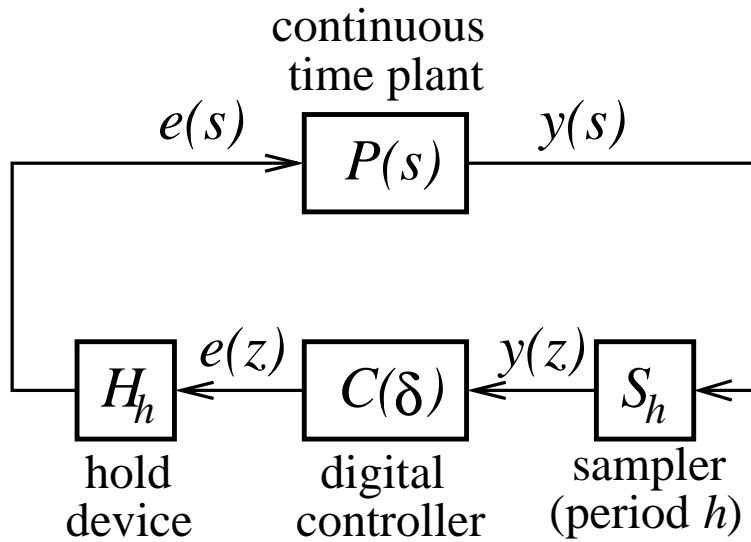 continuous
time plant
e(s)
P(s)
y(s)
H_h
e(z)
C(δ)
y(z)
S_h
hold
device
digital
controller
sampler
(period h)